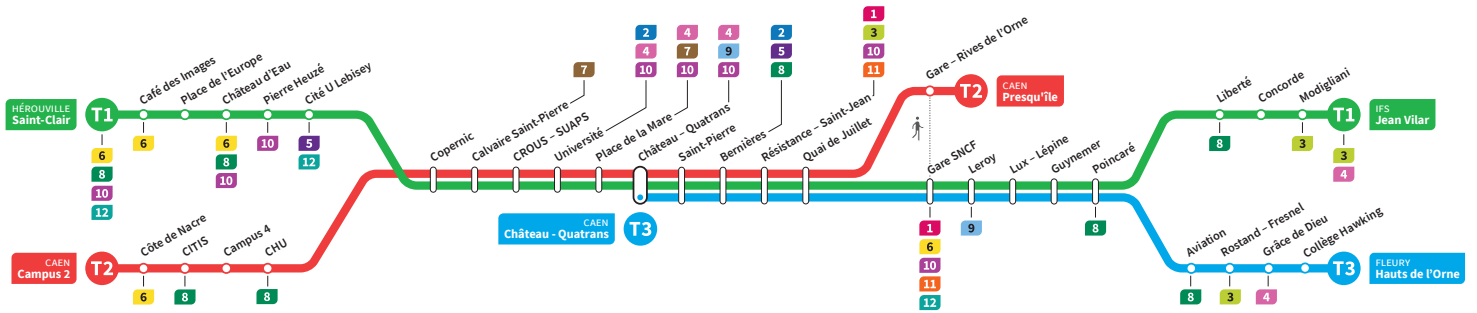 HÉROUVILLE
Saint-Clair
T1
6
8
10
12
Café des Images
6
Place de l'Europe
Château d'Eau
6
8
10
Pierre Heuzé
10
Cité U Lebisey
5
12
CAEN
Campus 2
T2
Côte de Nacre
6
CITIS
8
Campus 4
CHU
8
Copernic
Calvaire Saint-Pierre
7
CROUS – SUAPS
Université
2
4
10
Place de la Mare
4
7
10
Château – Quatrans
4
9
10
CAEN
Château - Quatrans
T3
Saint-Pierre
Bernières
2
5
8
Résistance – Saint-Jean
1
3
10
11
Quai de Juillet
Gare – Rives de l'Orne
T2
CAEN
Presqu'île
Gare SNCF
1
6
10
11
12
Leroy
9
Lux – Lépine
Guynemer
Poincaré
8
Liberté
8
Concorde
Modigliani
3
T1
3
4
IFS
Jean Vilar
Aviation
8
Rostand – Fresnel
3
Grâce de Dieu
4
Collège Hawking
T3
FLEURY
Hauts de l'Orne